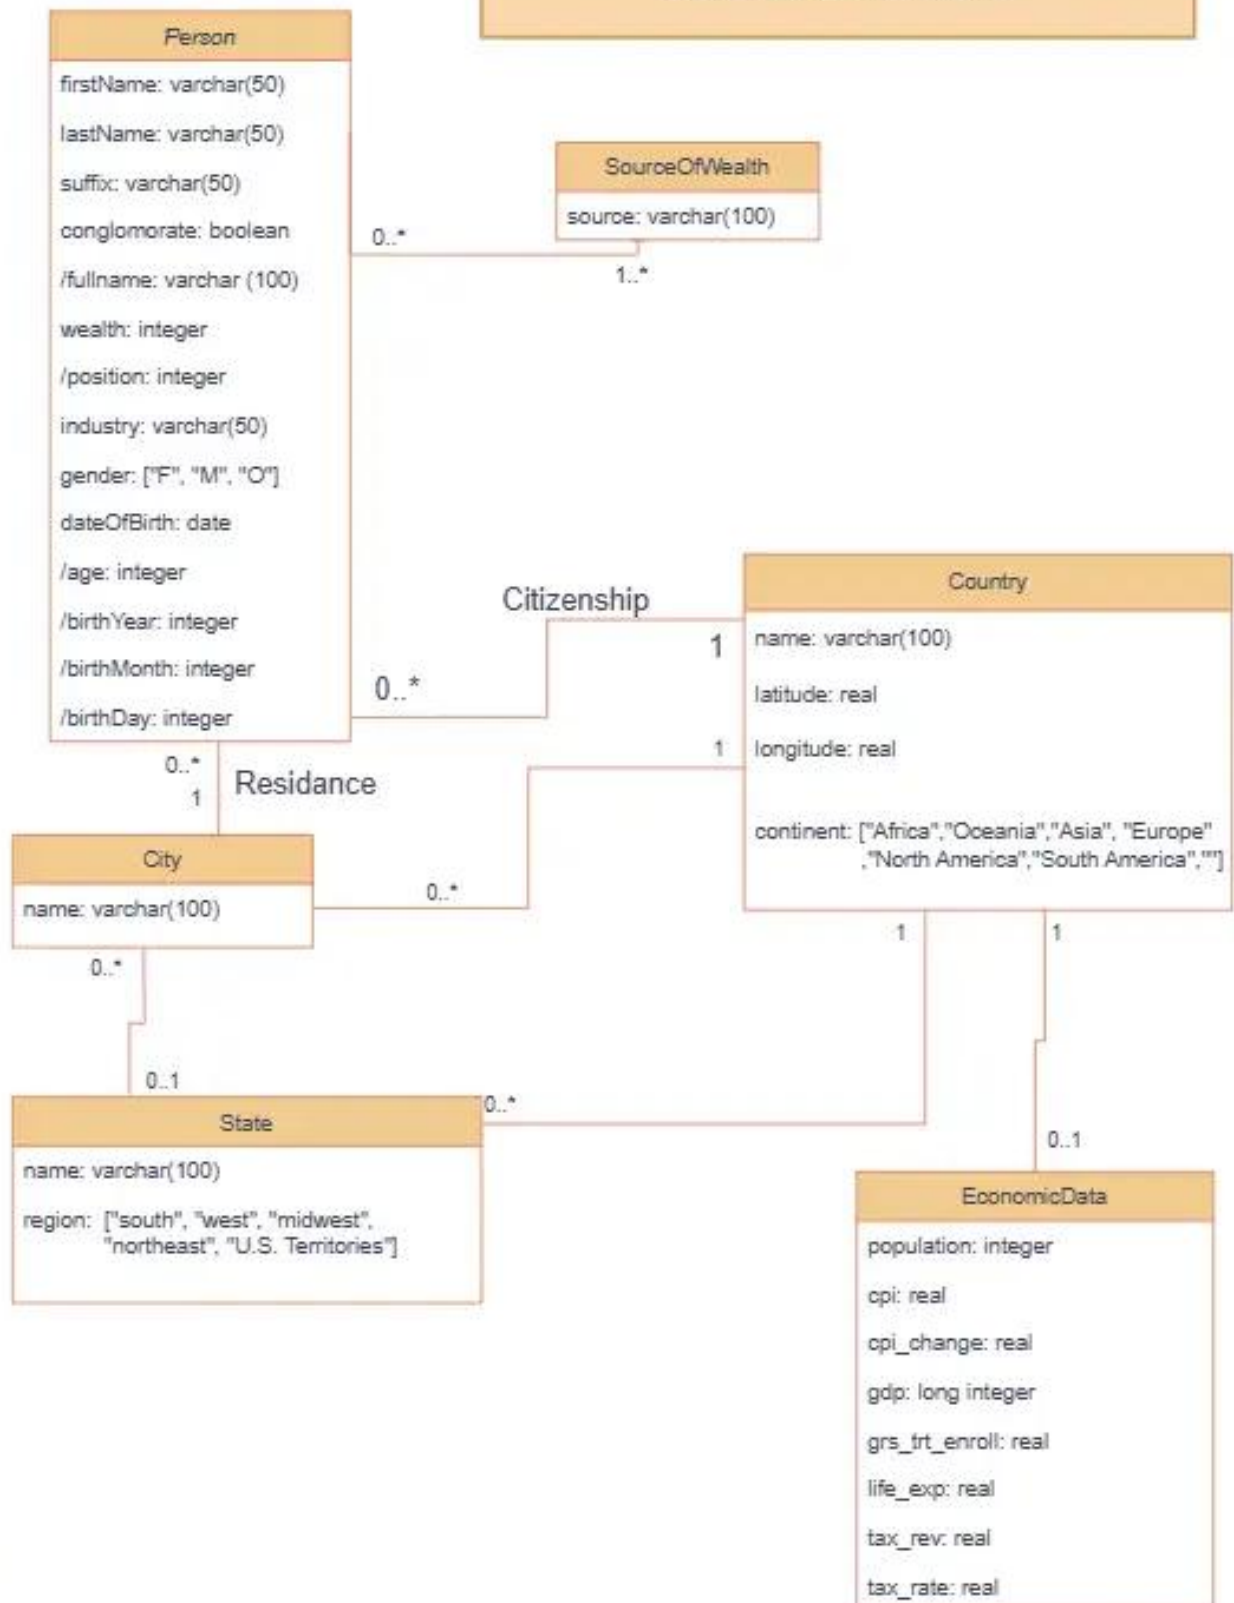 Person
firstName: varchar(50)
lastName: varchar(50)
suffix: varchar(50)
conglomorate: boolean
/fullname: varchar (100)
wealth: integer
/position: integer
industry: varchar(50)
gender: ["F", "M", "O"]
dateOfBirth: date
/age: integer
/birthYear: integer
/birthMonth: integer
/birthDay: integer
0..*
1..*
SourceOfWealth
source: varchar(100)
Citizenship
1
0..*
Country
name: varchar(100)
latitude: real
longitude: real
continent: ["Africa","Oceania","Asia", "Europe"
,"North America","South America",""]
0..*
1
Residance
1
0..*
City
name: varchar(100)
0..*
0..1
State
name: varchar(100)
region: ["south", "west", "midwest",
"northeast", "U.S. Territories"]
0..*
1
1
0..1
EconomicData
population: integer
cpi: real
cpi_change: real
gdp: long integer
grs_trt_enroll: real
life_exp: real
tax_rev: real
tax_rate: real